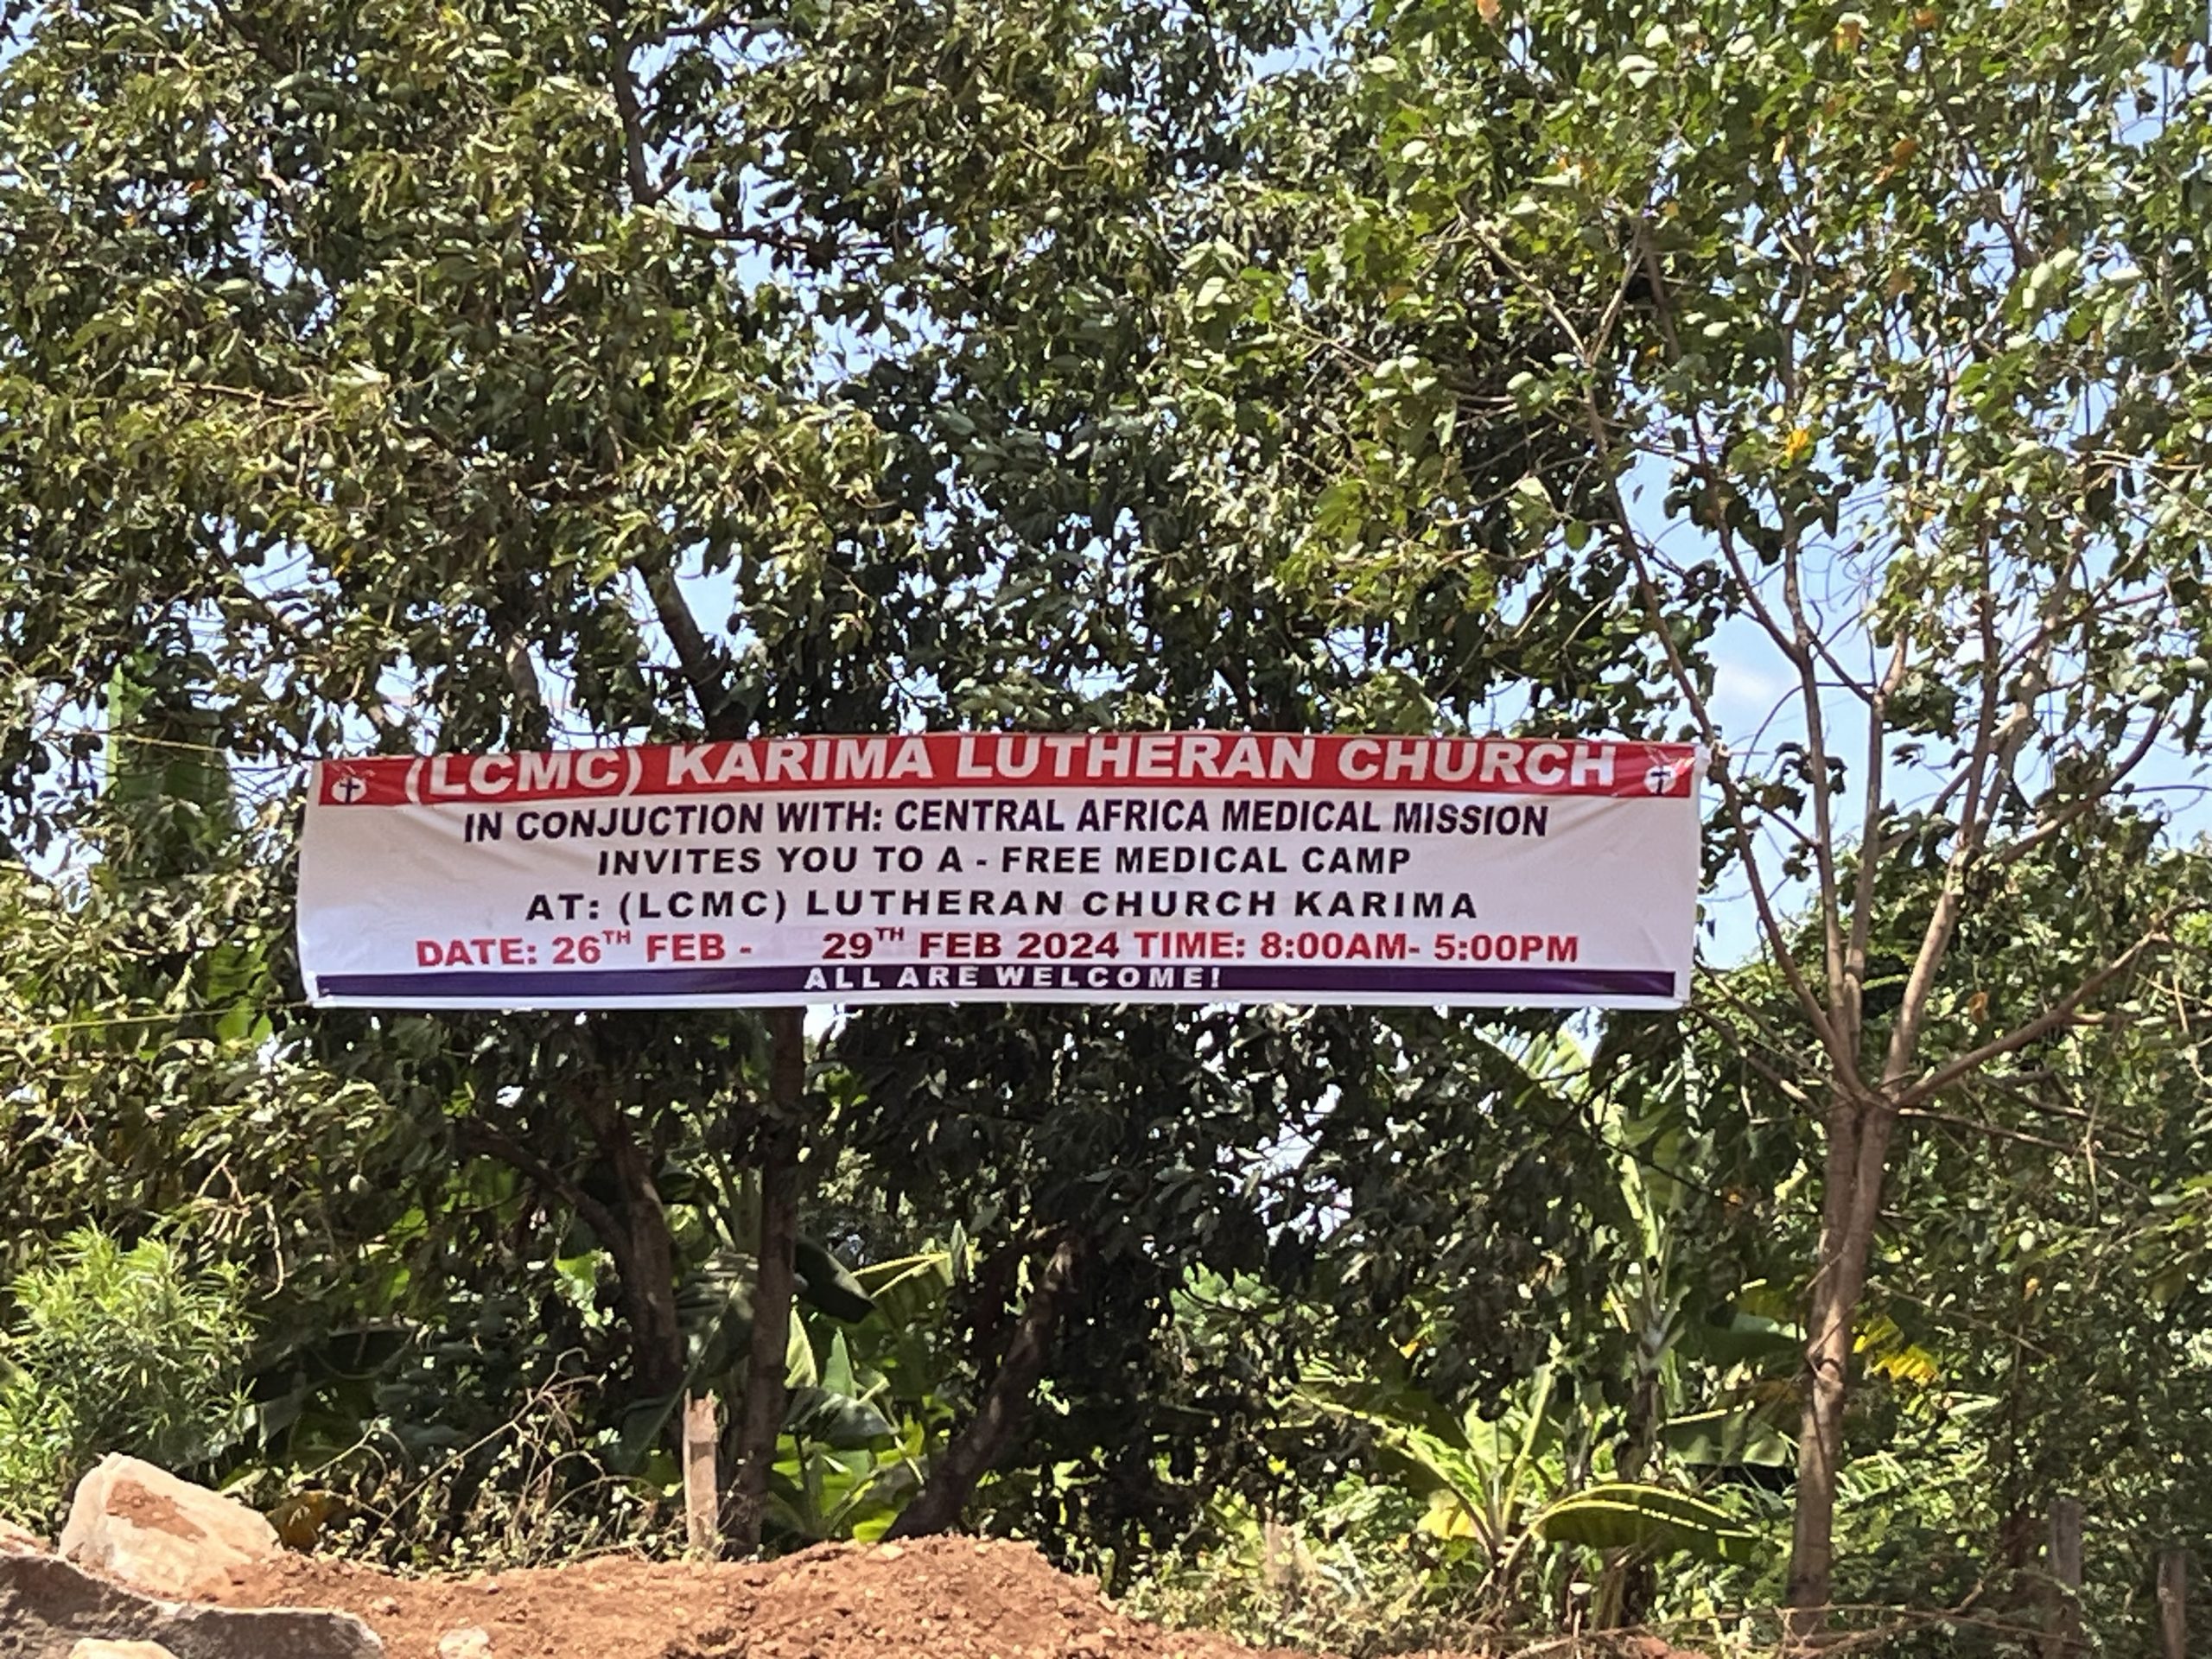 (LCMC) KARIMA LUTHERAN CHURCH
IN CONJUCTION WITH: CENTRAL AFRICA MEDICAL MISSION
INVITES YOU TO A - FREE MEDICAL CAMP
AT: (LCMC) LUTHERAN CHURCH KARIMA
DATE: 26TH FEB - 29TH FEB 2024 TIME: 8:00AM- 5:00PM
ALL ARE WELCOME!